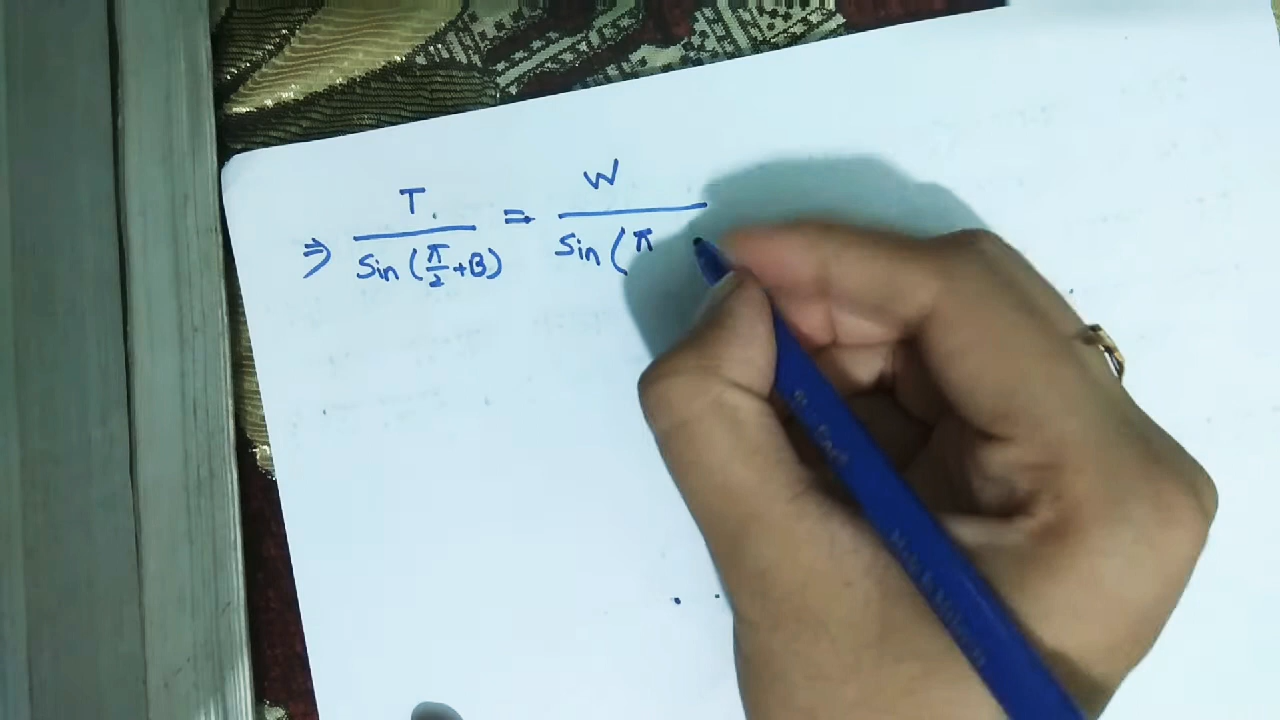 ⇒ T / Sin (π/2 + B) = W / Sin (π